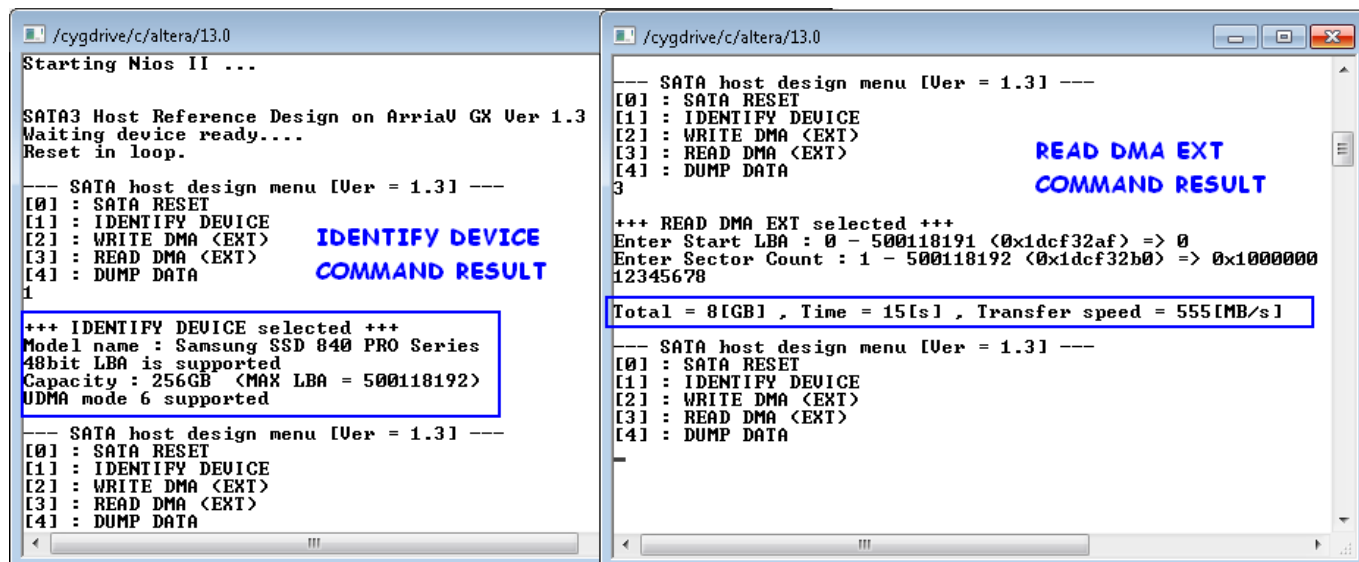 /cygdrive/c/altera/13.0
Starting Nios II ...
SATA3 Host Reference Design on ArriaV GX Ver 1.3
Waiting device ready....
Reset in loop.
--- SATA host design menu [Ver = 1.3] ---
[0] : SATA RESET
[1] : IDENTIFY DEVICE
[2] : WRITE DMA (EXT)
[3] : READ DMA (EXT)
[4] : DUMP DATA
1
IDENTIFY DEVICE
COMMAND RESULT
+++ IDENTIFY DEVICE selected +++
Model name : Samsung SSD 840 PRO Series
48bit LBA is supported
Capacity : 256GB  (MAX LBA = 500118192)
UDMA mode 6 supported
--- SATA host design menu [Ver = 1.3] ---
[0] : SATA RESET
[1] : IDENTIFY DEVICE
[2] : WRITE DMA (EXT)
[3] : READ DMA (EXT)
[4] : DUMP DATA
/cygdrive/c/altera/13.0
--- SATA host design menu [Ver = 1.3] ---
[0] : SATA RESET
[1] : IDENTIFY DEVICE
[2] : WRITE DMA (EXT)
[3] : READ DMA (EXT)
[4] : DUMP DATA
3
READ DMA EXT
COMMAND RESULT
+++ READ DMA EXT selected +++
Enter Start LBA : 0 - 500118191 (0x1dcf32af) => 0
Enter Sector Count : 1 - 500118192 (0x1dcf32b0) => 0x1000000
12345678
Total = 8[GB] , Time = 15[s] , Transfer speed = 555[MB/s]
--- SATA host design menu [Ver = 1.3] ---
[0] : SATA RESET
[1] : IDENTIFY DEVICE
[2] : WRITE DMA (EXT)
[3] : READ DMA (EXT)
[4] : DUMP DATA